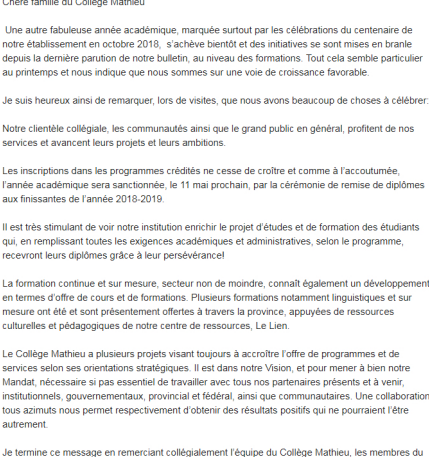 Chère famille du Collège Mathieu
Une autre fabuleuse année académique, marquée surtout par les célébrations du centenaire de
notre établissement en octobre 2018, s'achève bientôt et des initiatives se sont mises en branle
depuis la dernière parution de notre bulletin, au niveau des formations. Tout cela semble particulier
au printemps et nous indique que nous sommes sur une voie de croissance favorable.
Je suis heureux ainsi de remarquer, lors de visites, que nous avons beaucoup de choses à célébrer:
Notre clientèle collégiale, les communautés ainsi que le grand public en général, profitent de nos
services et avancent leurs projets et leurs ambitions.
Les inscriptions dans les programmes crédités ne cesse de croître et comme à l'accoutumée,
l'année académique sera sanctionnée, le 11 mai prochain, par la cérémonie de remise de diplômes
aux finissantes de l'année 2018-2019.
Il est très stimulant de voir notre institution enrichir le projet d'études et de formation des étudiants
qui, en remplissant toutes les exigences académiques et administratives, selon le programme,
recevront leurs diplômes grâce à leur persévérance!
La formation continue et sur mesure, secteur non de moindre, connaît également un développement
en termes d'offre de cours et de formations. Plusieurs formations notamment linguistiques et sur
mesure ont été et sont présentement offertes à travers la province, appuyées de ressources
culturelles et pédagogiques de notre centre de ressources, Le Lien.
Le Collège Mathieu a plusieurs projets visant toujours à accroître l'offre de programmes et de
services selon ses orientations stratégiques. Il est dans notre Vision, et pour mener à bien notre
Mandat, nécessaire si pas essentiel de travailler avec tous nos partenaires présents et à venir,
institutionnels, gouvernementaux, provincial et fédéral, ainsi que communautaires. Une collaboration
tous azimuts nous permet respectivement d'obtenir des résultats positifs qui ne pourraient l'être
autrement.
Je termine ce message en remerciant collégialement l'équipe du Collège Mathieu, les membres du